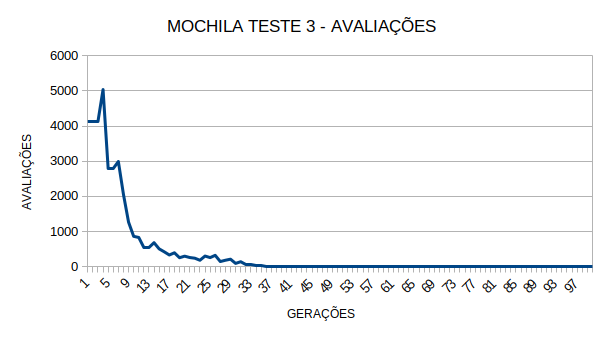 MOCHILA TESTE 3 - AVALIAÇÕES
6000
5000
4000
3000
2000
1000
0
AVALIAÇÕES
1 5 9 13 17 21 25 29 33 37 41 45 49 53 57 61 65 69 73 77 81 85 89 93 97
GERAÇÕES